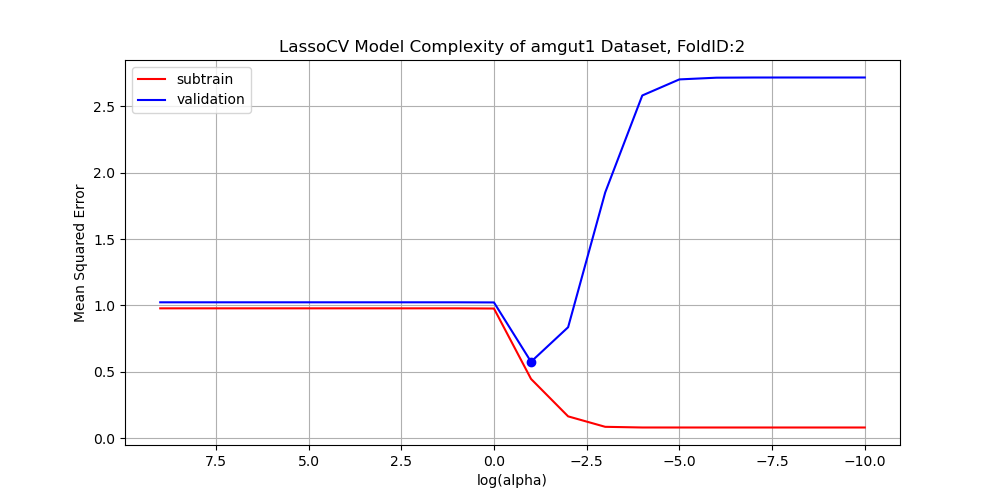 LassoCV Model Complexity of amgut1 Dataset, FoldID:2
subtrain
validation
Mean Squared Error
2.5
2.0
1.5
1.0
0.5
0.0
7.5 5.0 2.5 0.0 −2.5 −5.0 −7.5 −10.0
log(alpha)